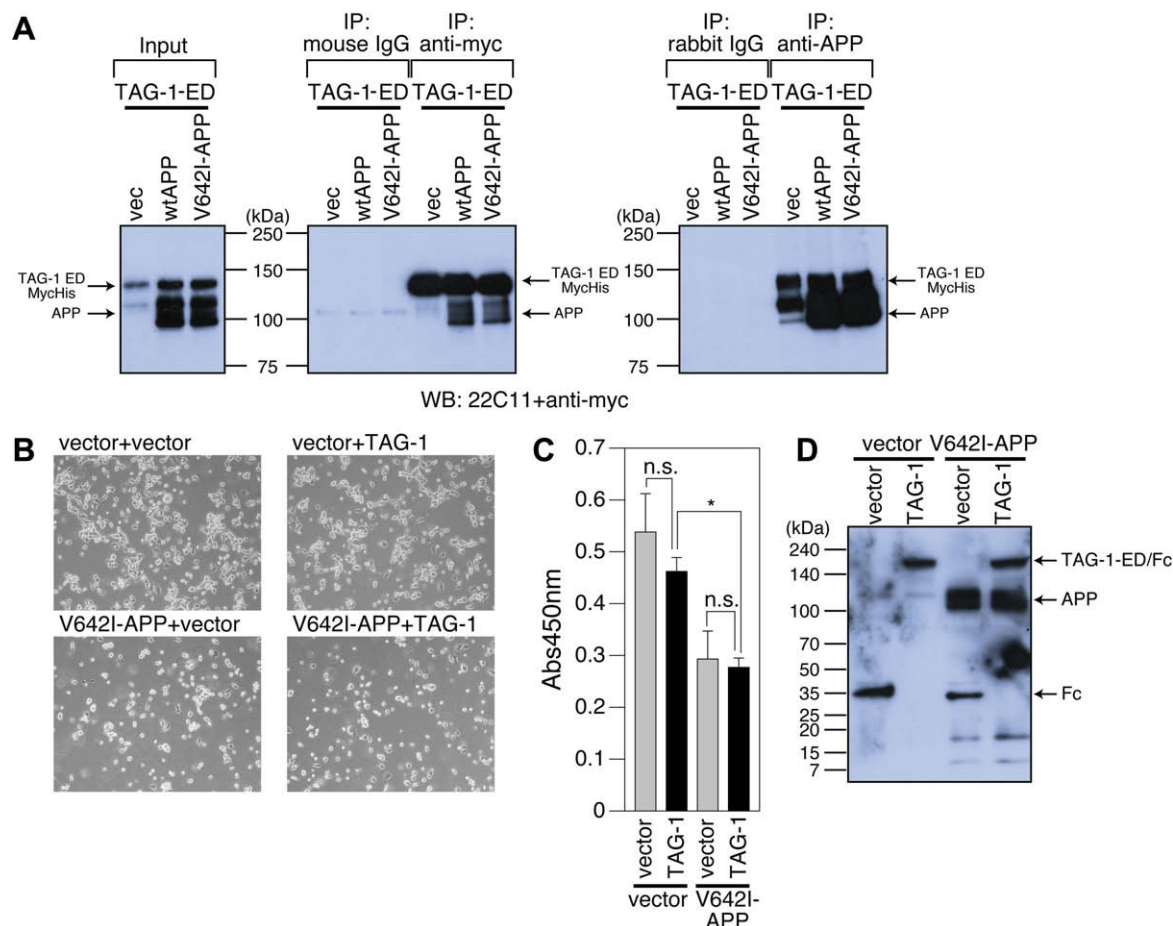 A
Input
TAG-1-ED
vec
wtAPP
V642I-APP
IP:
mouse IgG
IP:
anti-myc
TAG-1-ED
TAG-1-ED
vec
wtAPP
V642I-APP
vec
wtAPP
V642I-APP
IP:
rabbit IgG
IP:
anti-APP
TAG-1-ED
TAG-1-ED
vec
wtAPP
V642I-APP
vec
wtAPP
V642I-APP
TAG-1 ED
MycHis
APP
(kDa)
250
150
100
75
TAG-1 ED
MycHis
APP
(kDa)
250
150
100
75
TAG-1 ED
MycHis
APP
WB: 22C11+anti-myc
B
vector+vector
vector+TAG-1
V642I-APP+vector
V642I-APP+TAG-1
C
Abs450nm
0.7
0.6
0.5
0.4
0.3
0.2
0.1
0
n.s.
*
n.s.
vector
TAG-1
vector
TAG-1
vector
V642I-
APP
D
vector
V642I-APP
vector
TAG-1
vector
TAG-1
(kDa)
240
140
100
70
50
35
25
20
15
7
TAG-1-ED/Fc
APP
Fc